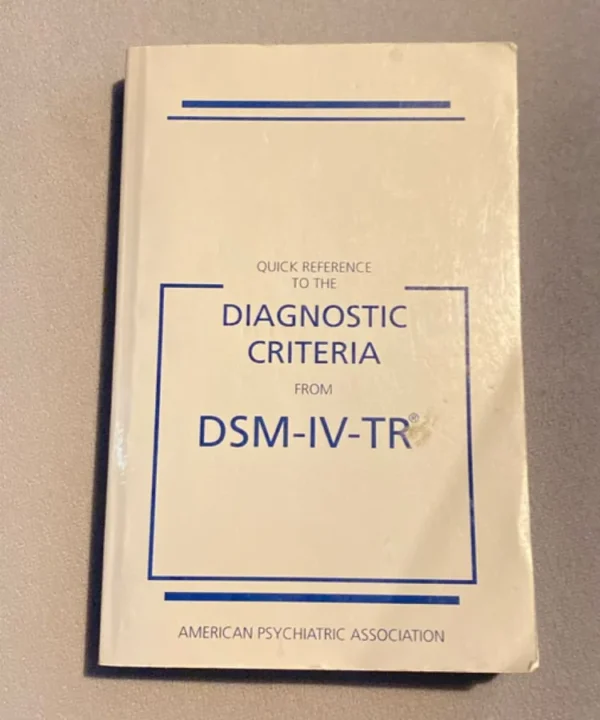 QUICK REFERENCE
TO THE
DIAGNOSTIC
CRITERIA
FROM
DSM-IV-TR®
AMERICAN PSYCHIATRIC ASSOCIATION